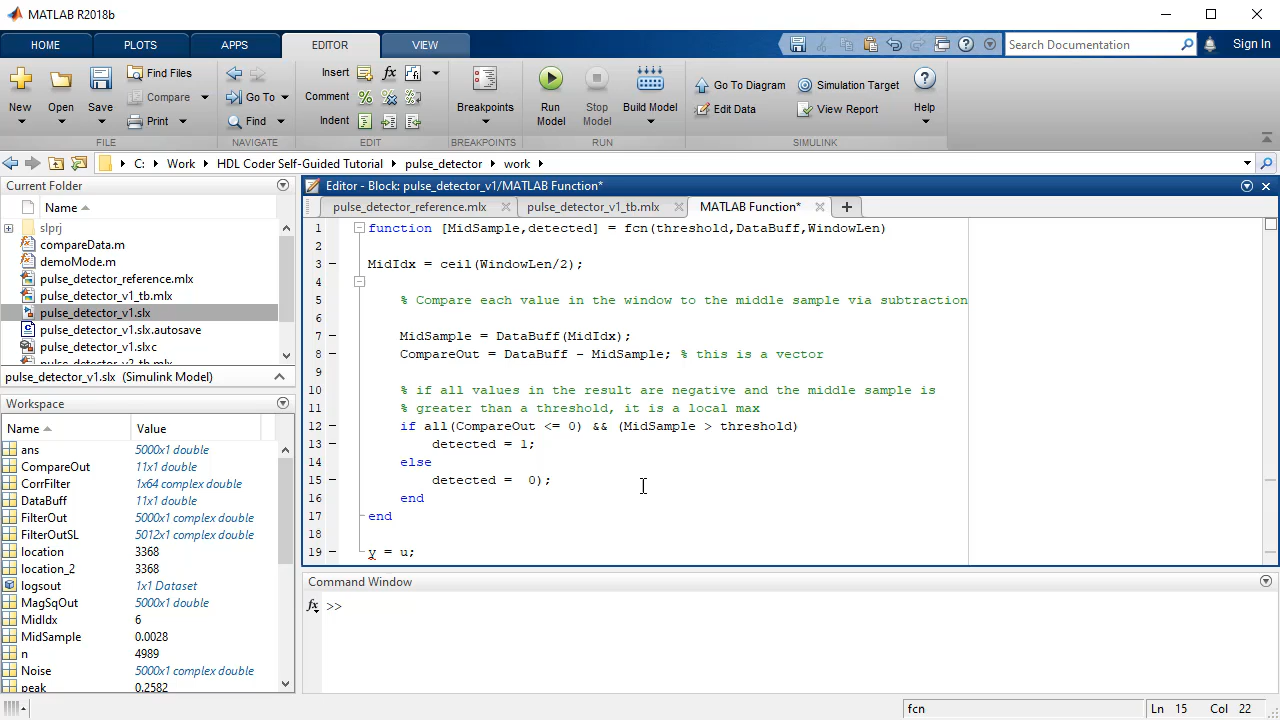 MATLAB R2018b
HOME PLOTS APPS EDITOR VIEW
Search Documentation
Sign In
New
Open
Save
Find Files
Compare
Print
Go To
Find
Insert
Comment
Indent
Breakpoints
Run Model
Stop Model
Build Model
Go To Diagram
Edit Data
Simulation Target
View Report
Help
FILE NAVIGATE EDIT BREAKPOINTS RUN SIMULINK
C: Work HDL Coder Self-Guided Tutorial pulse_detector work
Current Folder
Name
slprj
compareData.m
demoMode.m
pulse_detector_reference.mlx
pulse_detector_v1_tb.mlx
pulse_detector_v1.slx
pulse_detector_v1.slx.autosave
pulse_detector_v1.slxc
pulse_detector_v1.slx (Simulink Model)
Workspace
Name Value
ans 5000x1 double
CompareOut 11x1 double
CorrFilter 1x64 complex double
DataBuff 11x1 double
FilterOut 5000x1 complex double
FilterOutSL 5012x1 complex double
location 3368
location_2 3368
logsout 1x1 Dataset
MagSqOut 5000x1 double
MidIdx 6
MidSample 0.0028
n 4989
Noise 5000x1 complex double
peak 0.2582
Editor - Block: pulse_detector_v1/MATLAB Function*
pulse_detector_reference.mlx pulse_detector_v1_tb.mlx MATLAB Function*
1 function [MidSample,detected] = fcn(threshold,DataBuff,WindowLen)
2
3 MidIdx = ceil(WindowLen/2);
4
5 % Compare each value in the window to the middle sample via subtraction
6
7 MidSample = DataBuff(MidIdx);
8 CompareOut = DataBuff - MidSample; % this is a vector
9
10 % if all values in the result are negative and the middle sample is
11 % greater than a threshold, it is a local max
12 if all(CompareOut <= 0) && (MidSample > threshold)
13 detected = 1;
14 else
15 detected =  0);
16 end
17 end
18
19 y = u;
Command Window
fx >>
fcn
Ln 15 Col 22